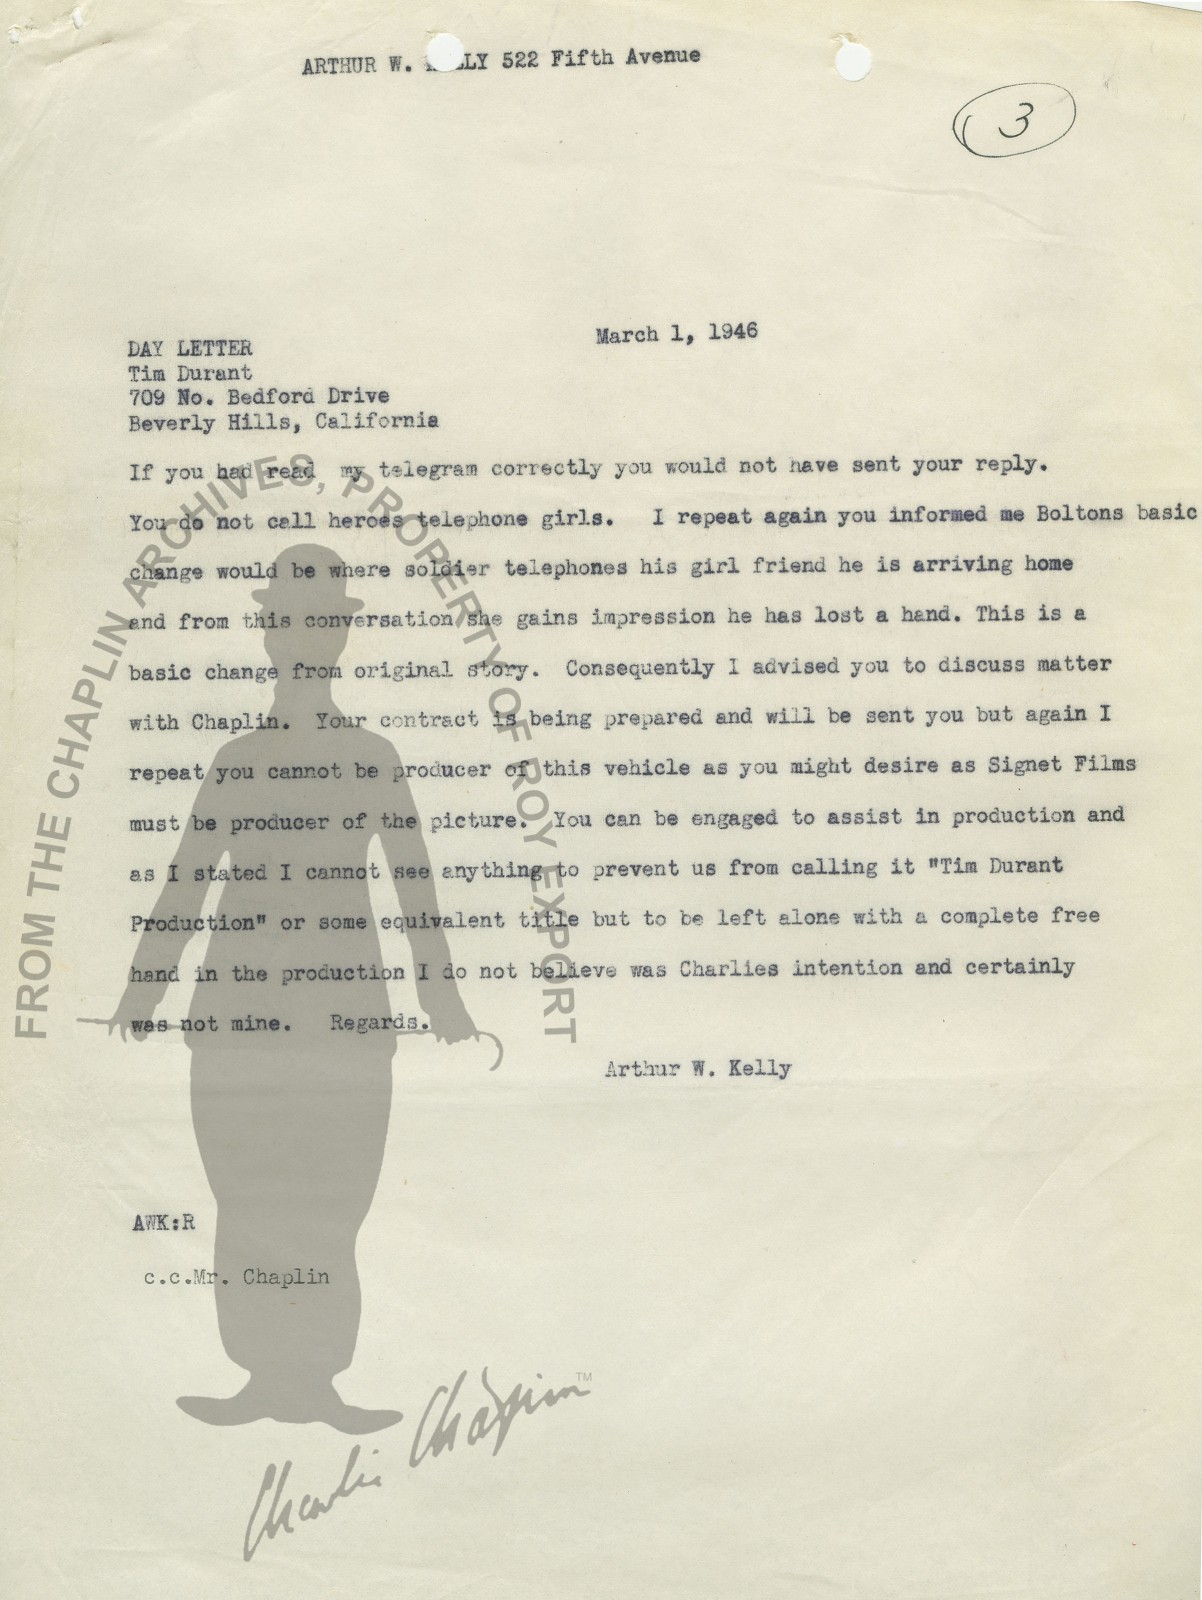 ARTHUR W. KELLY 522 Fifth Avenue
3
March 1, 1946
DAY LETTER
Tim Durant
709 No. Bedford Drive
Beverly Hills, California
If you had read my telegram correctly you would not have sent your reply.
You do not call heroes telephone girls. I repeat again you informed me Boltons basic
change would be where soldier telephones his girl friend he is arriving home
and from this conversation she gains impression he has lost a hand. This is a
basic change from original story. Consequently I advised you to discuss matter
with Chaplin. Your contract is being prepared and will be sent you but again I
repeat you cannot be producer of this vehicle as you might desire as Signet Films
must be producer of the picture. You can be engaged to assist in production and
as I stated I cannot see anything to prevent us from calling it "Tim Durant
Production" or some equivalent title but to be left alone with a complete free
hand in the production I do not believe was Charlies intention and certainly
was not mine. Regards.
Arthur W. Kelly
AWK:R
c.c.Mr. Chaplin
FROM THE CHAPLIN ARCHIVES, PROPERTY OF ROY EXPORT
Charlie Chaplin TM